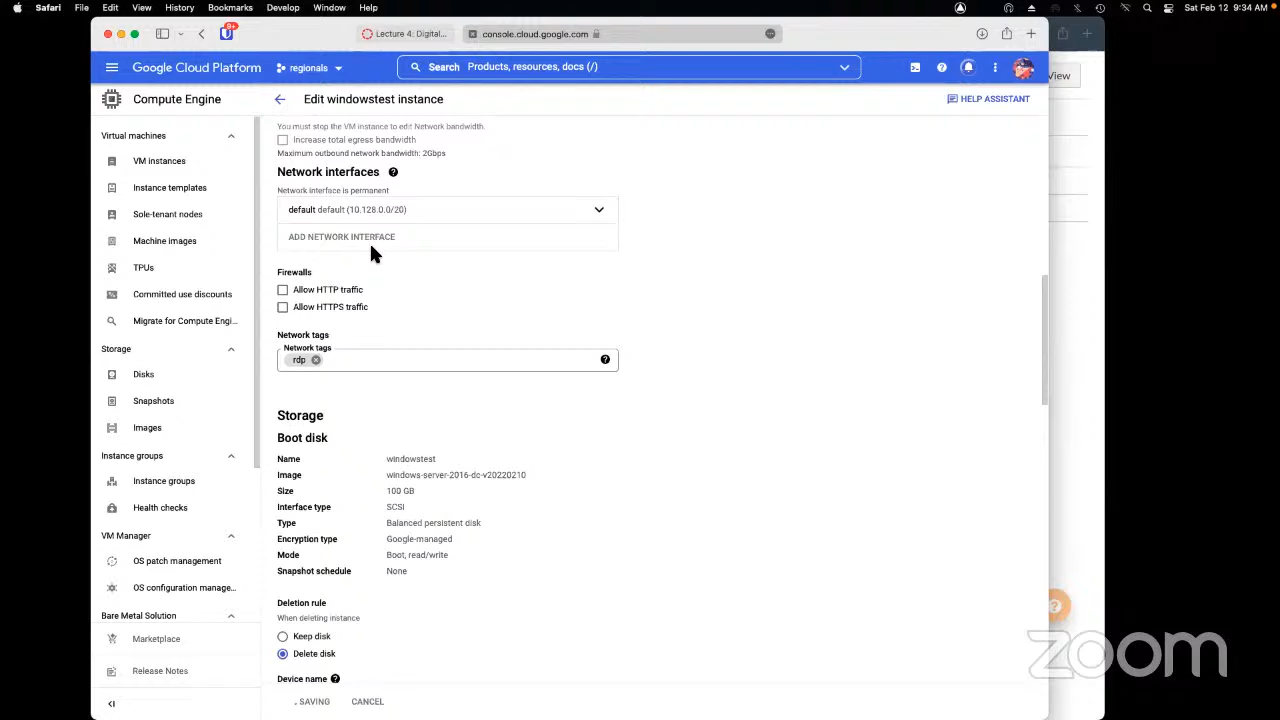 Safari File Edit View History Bookmarks Develop Window Help Sat Feb 12 9:34 AM
9+ Lecture 4: Digital... console.cloud.google.com
Google Cloud Platform regionals Search Products, resources, docs (/)
View
Compute Engine Edit windowstest instance HELP ASSISTANT
Virtual machines
VM instances
Instance templates
Sole-tenant nodes
Machine images
TPUs
Committed use discounts
Migrate for Compute Engi...
Storage
Disks
Snapshots
Images
Instance groups
Instance groups
Health checks
VM Manager
OS patch management
OS configuration manage...
Bare Metal Solution
Marketplace
Release Notes
You must stop the VM instance to edit Network bandwidth.
Increase total egress bandwidth
Maximum outbound network bandwidth: 2Gbps
Network interfaces
Network interface is permanent
default default (10.128.0.0/20)
ADD NETWORK INTERFACE
Firewalls
Allow HTTP traffic
Allow HTTPS traffic
Network tags
Network tags
rdp
Storage
Boot disk
Name windowstest
Image windows-server-2016-dc-v20220210
Size 100 GB
Interface type SCSI
Type Balanced persistent disk
Encryption type Google-managed
Mode Boot, read/write
Snapshot schedule None
Deletion rule
When deleting instance
Keep disk
Delete disk
Device name
SAVING CANCEL
zoom